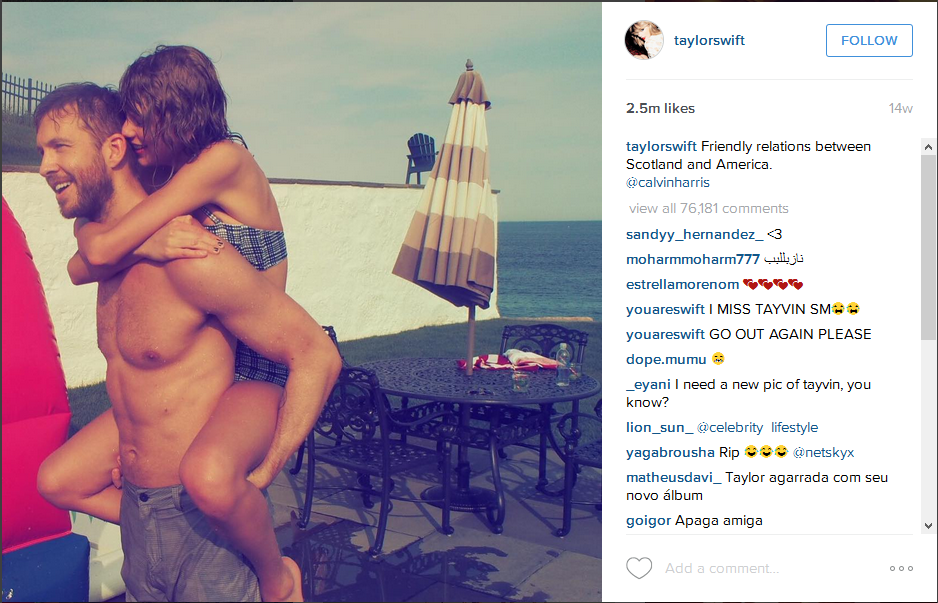 taylorswift
FOLLOW
2.5m likes
14w
taylorswift Friendly relations between
Scotland and America.
@calvinharris
view all 76,181 comments
sandyy_hernandez_ <3
moharmmoharm777 نازبللبب
estrellamorenom 💕💕💕💕
youareswift I MISS TAYVIN SM😭😭
youareswift GO OUT AGAIN PLEASE
dope.mumu 😊
_eyani I need a new pic of tayvin, you
know?
lion_sun_ @celebrity lifestyle
yagabrousha Rip 😂😂😂 @netskyx
matheusdavi_ Taylor agarrada com seu
novo álbum
goigor Apaga amiga
Add a comment...